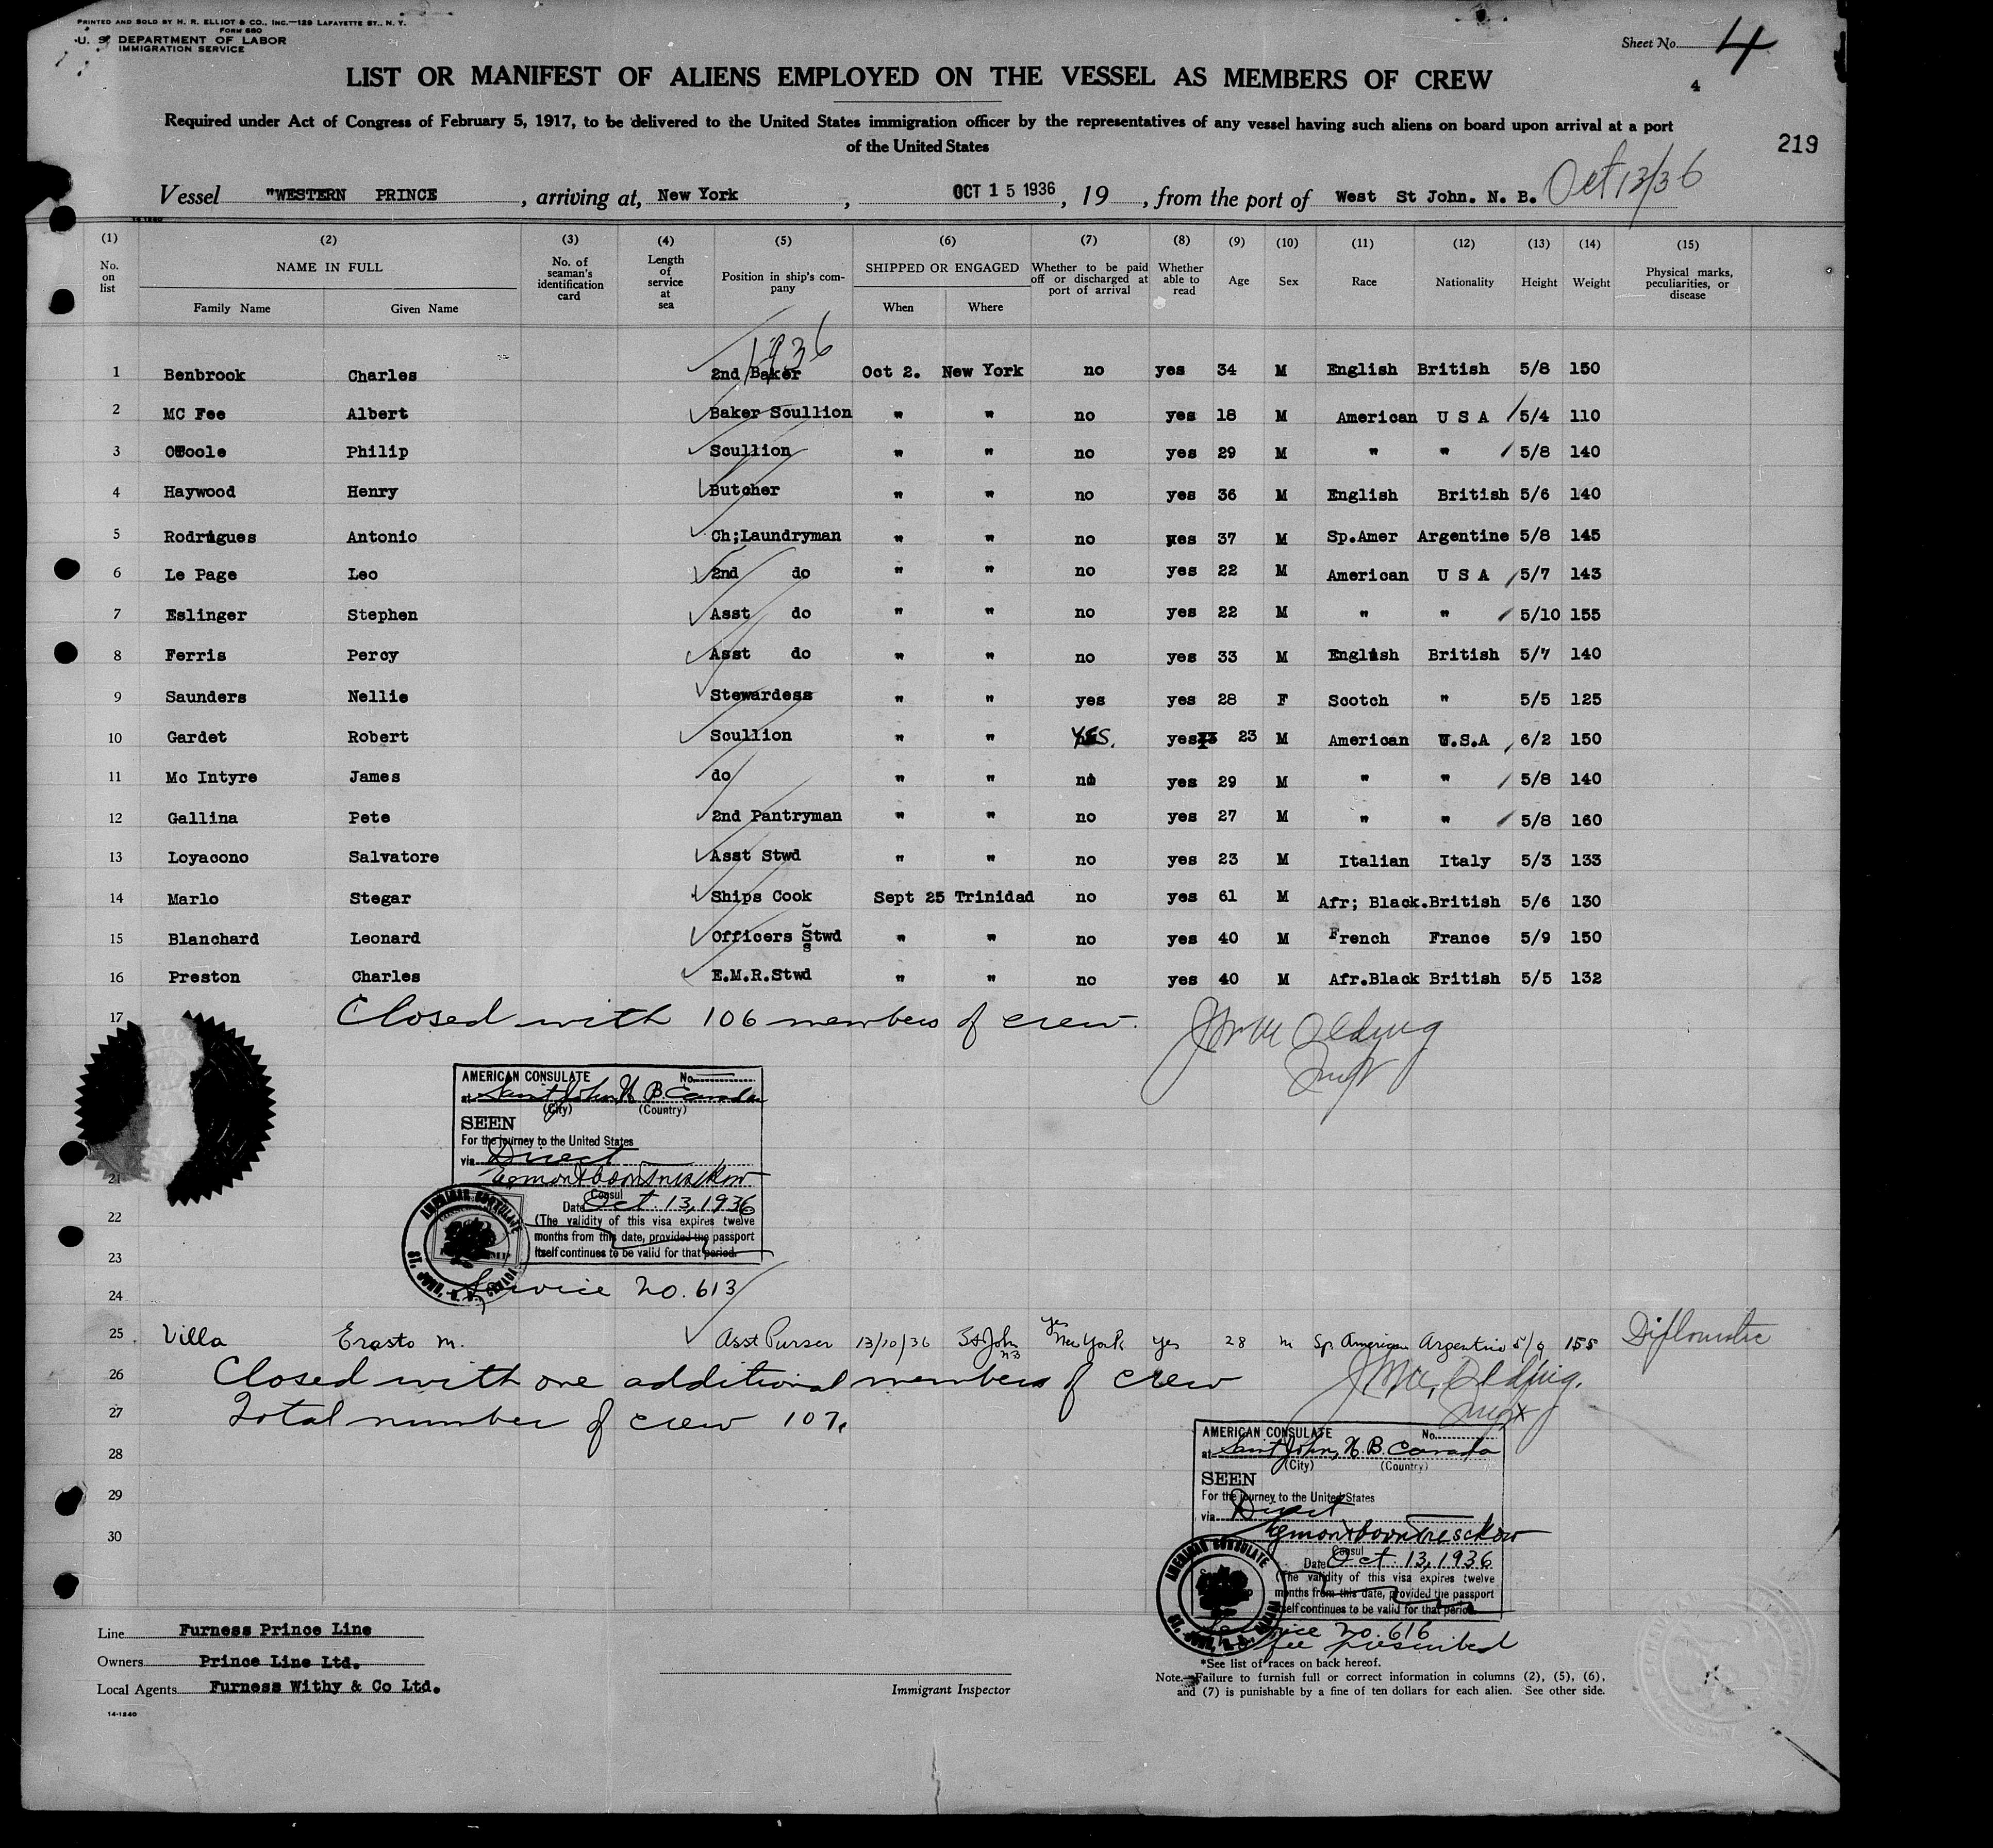 PRINTED AND SOLD BY H. R. ELLIOT & CO., INC.—129 LAFAYETTE ST., N. Y.
FORM 680
U. S. DEPARTMENT OF LABOR
IMMIGRATION SERVICE
Sheet No. 4
4
LIST OR MANIFEST OF ALIENS EMPLOYED ON THE VESSEL AS MEMBERS OF CREW
Required under Act of Congress of February 5, 1917, to be delivered to the United States immigration officer by the representatives of any vessel having such aliens on board upon arrival at a port
of the United States
219
Vessel "WESTERN PRINCE , arriving at, New York , OCT 15 1936 , 19 , from the port of West St John. N. B. Oct 13/36
14-1240
(1) (2) (3) (4) (5) (6) (7) (8) (9) (10) (11) (12) (13) (14) (15)
No. on list NAME IN FULL No. of seaman's identification card Length of service at sea Position in ship's company SHIPPED OR ENGAGED Whether to be paid off or discharged at port of arrival Whether able to read Age Sex Race Nationality Height Weight Physical marks, peculiarities, or disease
Family Name Given Name When Where
1936
1 Benbrook Charles 2nd Baker Oct 2. New York no yes 34 M English British 5/8 150
2 MC Fee Albert Baker Scullion " " no yes 18 M American U S A 5/4 110
3 OToole Philip Scullion " " no yes 29 M " " 5/8 140
4 Haywood Henry Butcher " " no yes 36 M English British 5/6 140
5 Rodrigues Antonio Ch;Laundryman " " no yes 37 M Sp.Amer Argentine 5/8 145
6 Le Page Leo 2nd do " " no yes 22 M American U S A 5/7 143
7 Eslinger Stephen Asst do " " no yes 22 M " " 5/10 155
8 Ferris Percy Asst do " " no yes 33 M English British 5/7 140
9 Saunders Nellie Stewardess " " yes yes 28 F Scotch " 5/5 125
10 Gardet Robert Scullion " " YES. yes 23 M American U.S.A 6/2 150
11 Mc Intyre James do " " no yes 29 M " " 5/8 140
12 Gallina Pete 2nd Pantryman " " no yes 27 M " " 5/8 160
13 Loyacono Salvatore Asst Stwd " " no yes 23 M Italian Italy 5/3 133
14 Marlo Stegar Ships Cook Sept 25 Trinidad no yes 61 M Afr; Black. British 5/6 130
15 Blanchard Leonard Officers Stwd " " no yes 40 M French France 5/9 150
16 Preston Charles E.M.R.Stwd " " no yes 40 M Afr.Black British 5/5 132
17 Closed with 106 members of crew.
AMERICAN CONSULATE No.
at Saint John, N. B. Canada
(City) (Country)
SEEN
For the journey to the United States
via Direct
Consul
Date Oct. 13, 1936
(The validity of this visa expires twelve
months from this date, provided the passport
itself continues to be valid for that period.
AMERICAN CONSULATE ST. JOHN, N. B., CANADA
Service No. 613
21
22
23
24
25 Villa Erasto M. Asst Purser 13/10/36 St John NB yes New York yes 28 M Sp. American Argentine 5/9 155 Diplomatic
26 Closed with one additional members of crew
27 Total number of crew 107.
28
29
30
AMERICAN CONSULATE No.
at Saint John, N. B. Canada
(City) (Country)
SEEN
For the journey to the United States
via Direct
Consul
Date Oct. 13, 1936
(The validity of this visa expires twelve
months from this date, provided the passport
itself continues to be valid for that period.
AMERICAN CONSULATE ST. JOHN, N. B.
Service No. 616
fee prescribed
Line Furness Prince Line
Owners Prince Line Ltd.
Local Agents Furness Withy & Co Ltd.
14-1240
Immigrant Inspector
*See list of races on back hereof.
Note.—Failure to furnish full or correct information in columns (2), (5), (6),
and (7) is punishable by a fine of ten dollars for each alien. See other side.